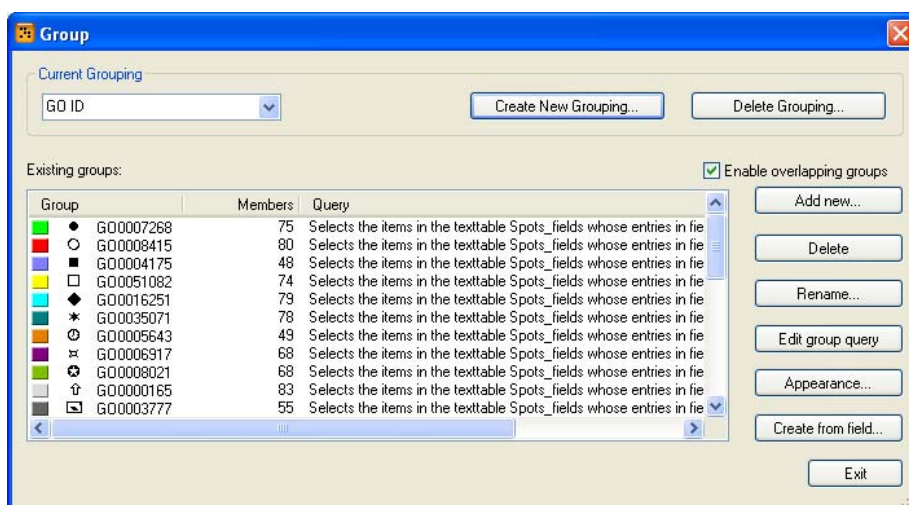 Group
Current Grouping
GO ID Create New Grouping... Delete Grouping...
Existing groups: Enable overlapping groups
Group Members Query Add new...
GO0007268 75 Selects the items in the texttable Spots_fields whose entries in fie
GO0008415 80 Selects the items in the texttable Spots_fields whose entries in fie
GO0004175 48 Selects the items in the texttable Spots_fields whose entries in fie Delete
GO0051082 74 Selects the items in the texttable Spots_fields whose entries in fie
GO0016251 79 Selects the items in the texttable Spots_fields whose entries in fie Rename...
GO0035071 78 Selects the items in the texttable Spots_fields whose entries in fie
GO0005643 49 Selects the items in the texttable Spots_fields whose entries in fie Edit group query
GO0006917 68 Selects the items in the texttable Spots_fields whose entries in fie
GO0008021 68 Selects the items in the texttable Spots_fields whose entries in fie
GO0000165 83 Selects the items in the texttable Spots_fields whose entries in fie Appearance...
GO0003777 55 Selects the items in the texttable Spots_fields whose entries in fie
Create from field...
Exit